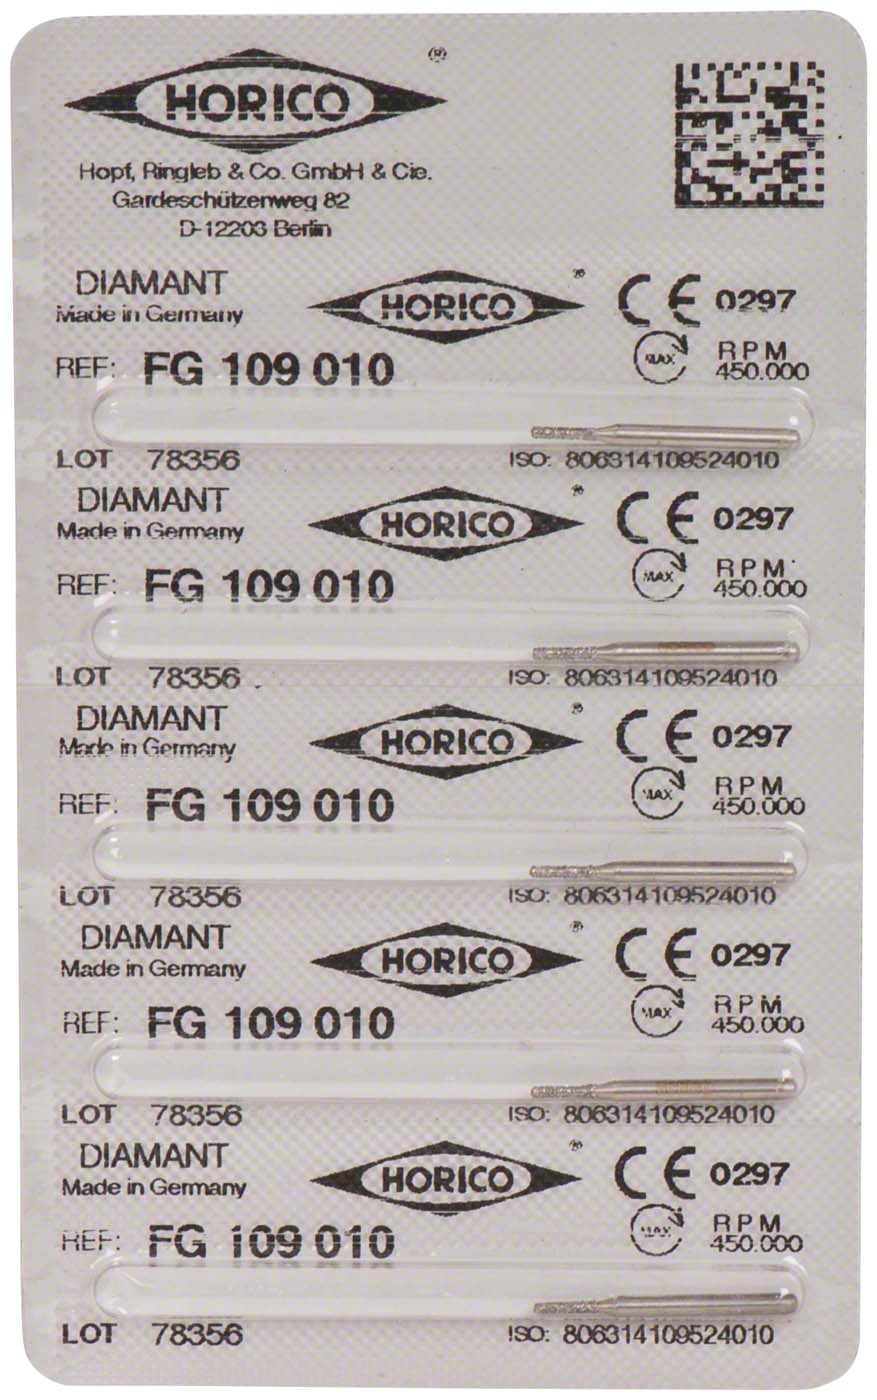 HORICO ®
Hopf, Ringleb & Co. GmbH & Cie.
Gardeschützenweg 82
D-12203 Berlin
DIAMANT HORICO ® CE 0297
Made in Germany
MAX RPM
REF: FG 109 010 450.000
LOT 78356 ISO: 806314109524010
DIAMANT HORICO ® CE 0297
Made in Germany
MAX RPM
REF: FG 109 010 450.000
LOT 78356 ISO: 806314109524010
DIAMANT HORICO ® CE 0297
Made in Germany
MAX RPM
REF: FG 109 010 450.000
LOT 78356 ISO: 806314109524010
DIAMANT HORICO ® CE 0297
Made in Germany
MAX RPM
REF: FG 109 010 450.000
LOT 78356 ISO: 806314109524010
DIAMANT HORICO ® CE 0297
Made in Germany
MAX RPM
REF: FG 109 010 450.000
LOT 78356 ISO: 806314109524010